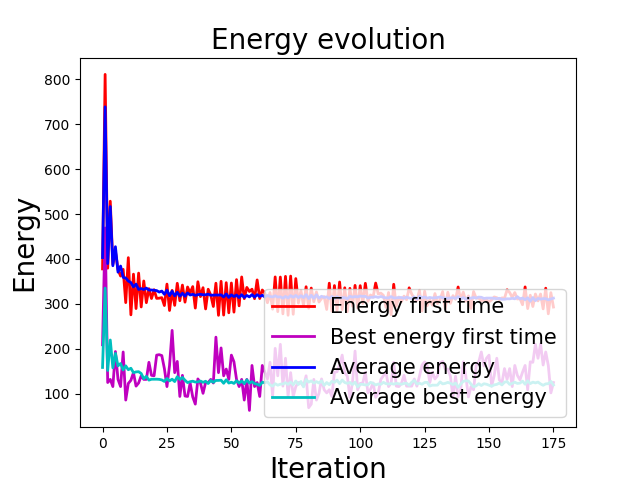 Energy evolution
800
700
600
500
400
300
200
100
Energy
Energy first time
Best energy first time
Average  energy
Average best energy
0 25 50 75 100 125 150 175
Iteration